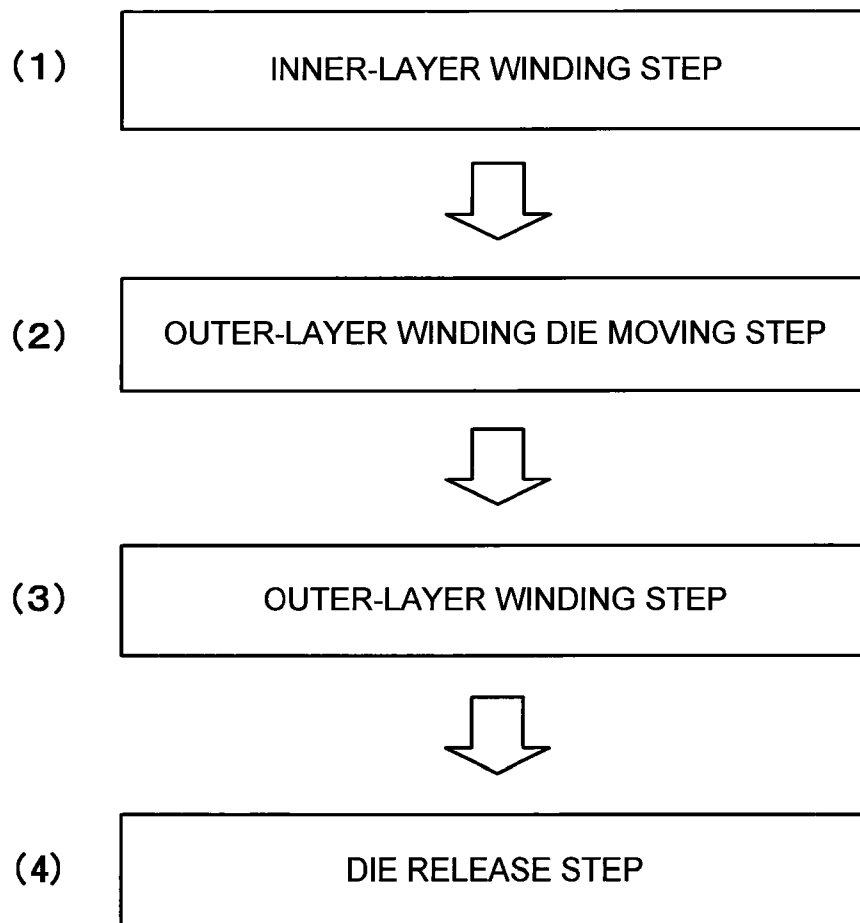 (1) INNER-LAYER WINDING STEP
(2) OUTER-LAYER WINDING DIE MOVING STEP
(3) OUTER-LAYER WINDING STEP
(4) DIE RELEASE STEP